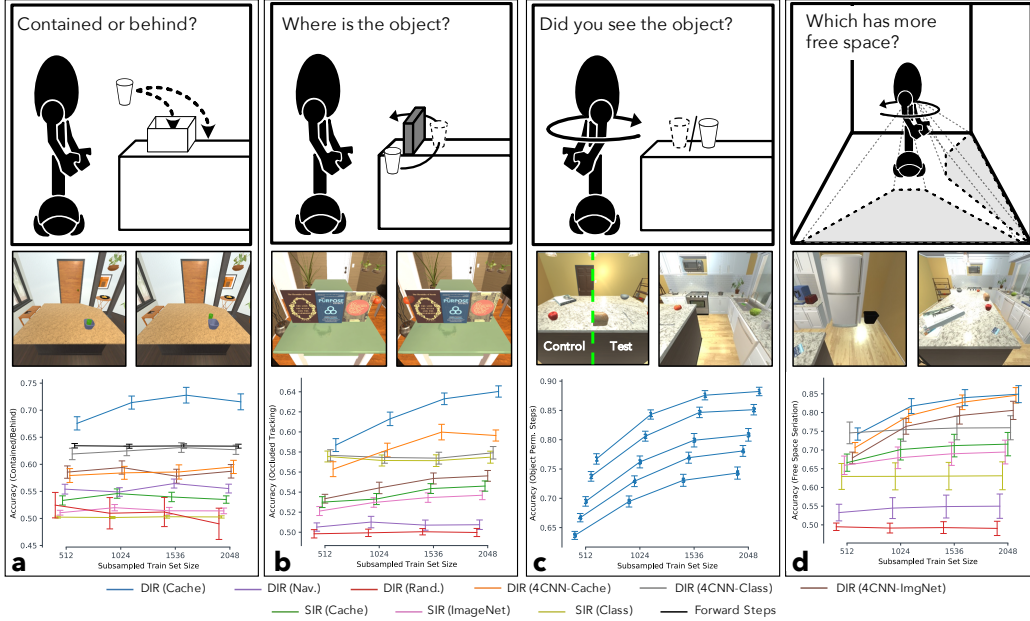 Contained or behind?
Where is the object?
Did you see the object?
Which has more
free space?
PURPOSE
Control
Test
Accuracy (Contained/Behind)
0.75
0.70
0.65
0.60
0.55
0.50
0.45
512
1024
1536
2048
Subsampled Train Set Size
a
Accuracy (Occluded Tracking)
0.64
0.62
0.60
0.58
0.56
0.54
0.52
0.50
512
1024
1536
2048
Subsampled Train Set Size
b
Accuracy (Object Perm. Steps)
0.90
0.85
0.80
0.75
0.70
0.65
512
1024
1536
2048
Subsampled Train Set Size
c
Accuracy (Free Space Seriation)
0.85
0.80
0.75
0.70
0.65
0.60
0.55
0.50
512
1024
1536
2048
Subsampled Train Set Size
d
DIR (Cache)
DIR (Nav.)
DIR (Rand.)
DIR (4CNN-Cache)
DIR (4CNN-Class)
DIR (4CNN-ImgNet)
SIR (Cache)
SIR (ImageNet)
SIR (Class)
Forward Steps